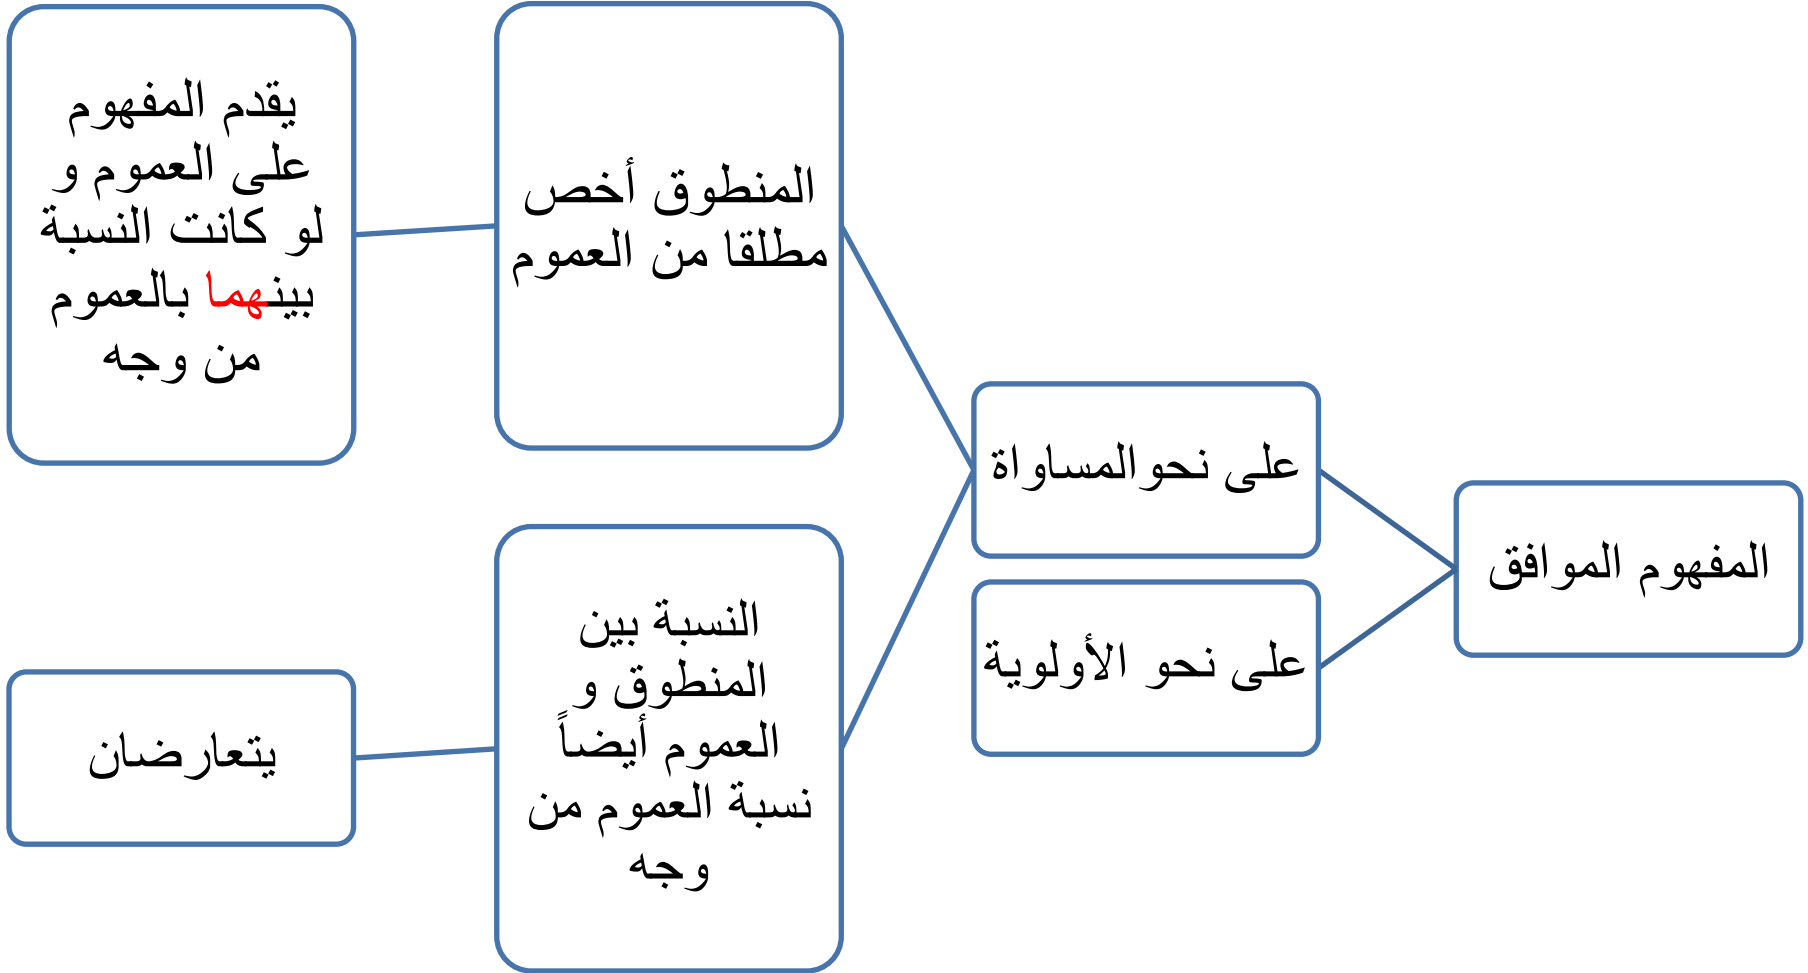 المفهوم الموافق
على نحوالمساواة
على نحو الأولوية
المنطوق أخص
مطلقا من العموم
يقدم المفهوم
على العموم و
لو كانت النسبة
بينهما بالعموم
من وجه
النسبة بين
المنطوق و
العموم أيضاً
نسبة العموم من
وجه
يتعارضان